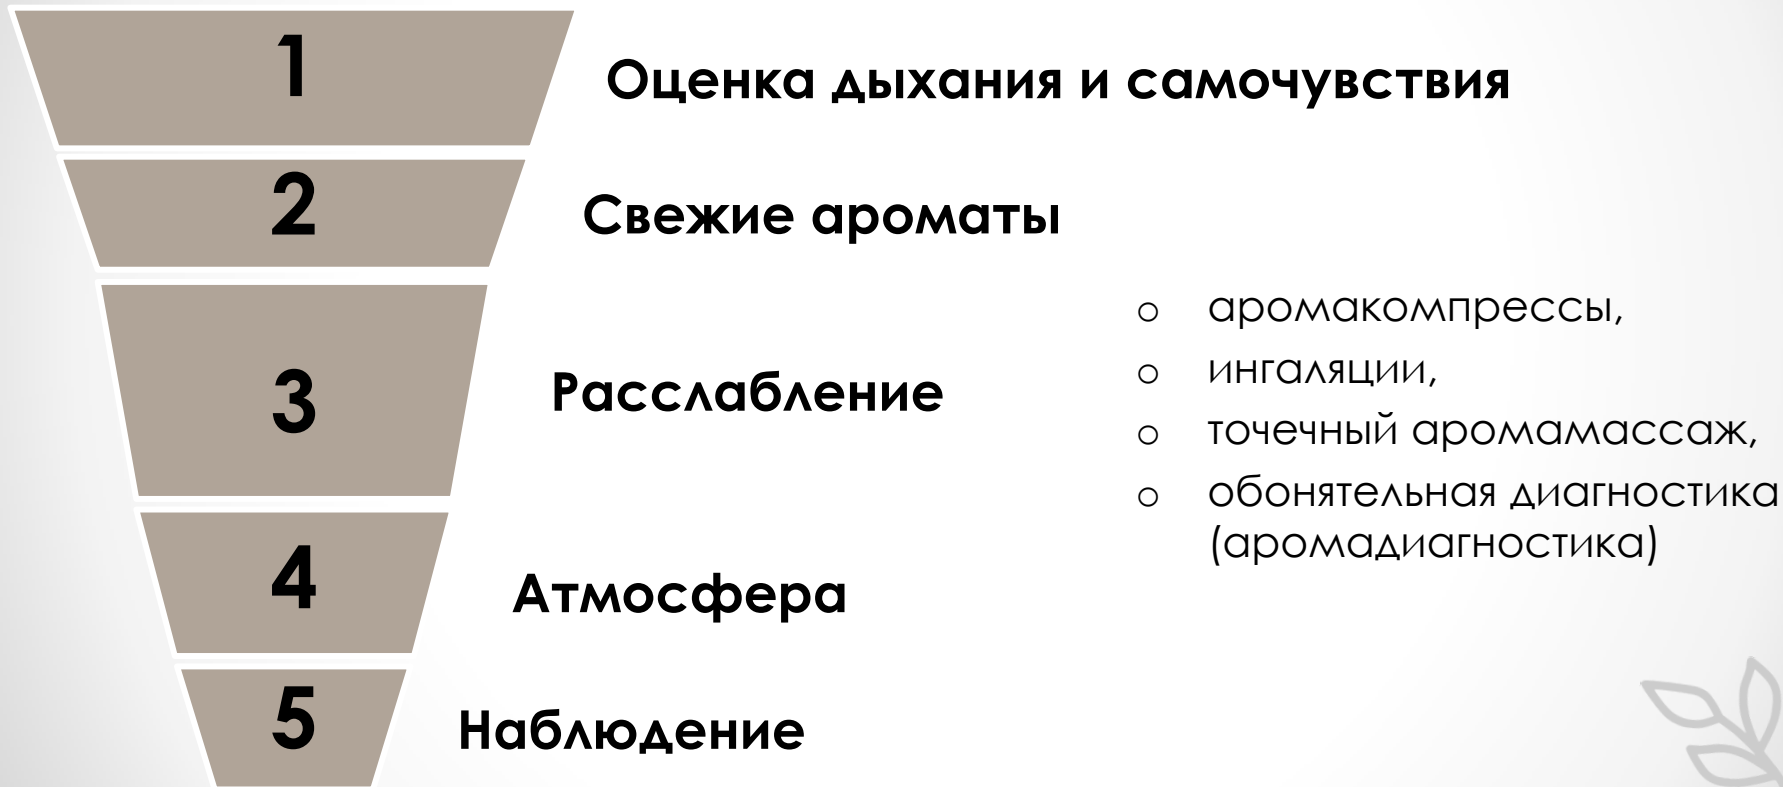 1
Оценка дыхания и самочувствия
2
Свежие ароматы
3
Расслабление
o аромакомпрессы,
o ингаляции,
o точечный аромамассаж,
o обонятельная диагностика
(аромадиагностика)
4
Атмосфера
5
Наблюдение